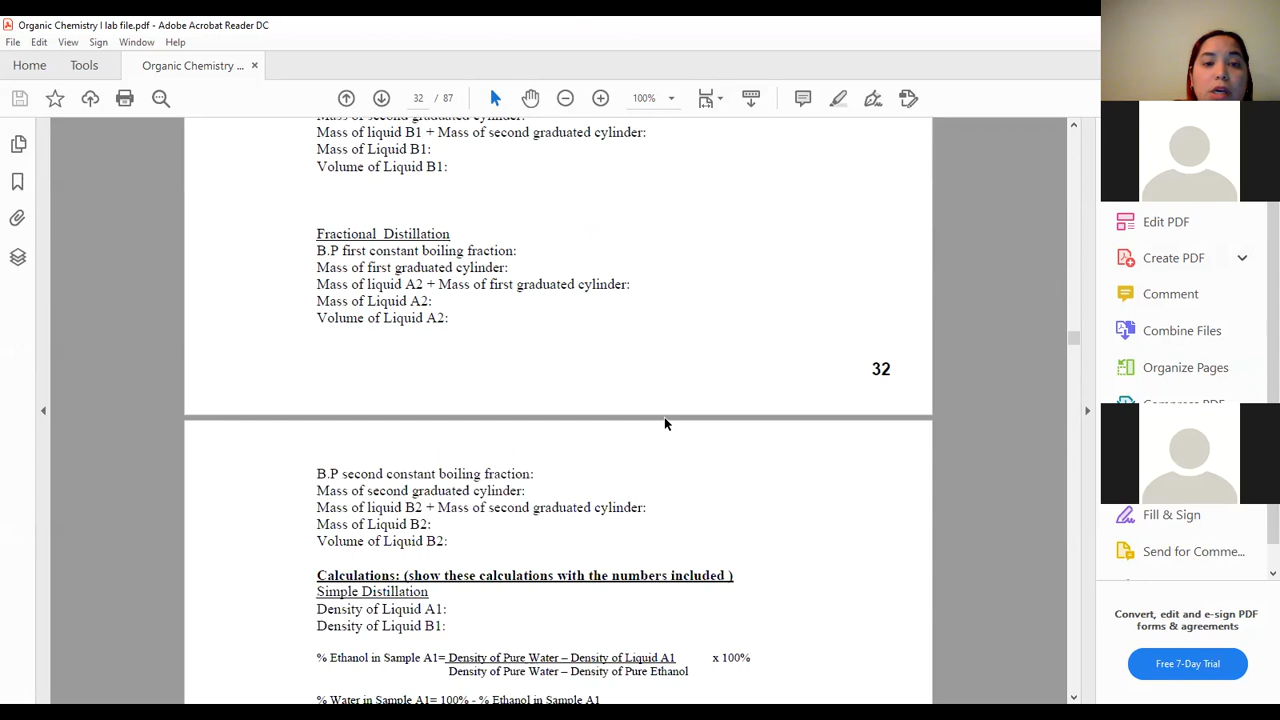 Organic Chemistry I lab file.pdf - Adobe Acrobat Reader DC
File Edit View Sign Window Help
Home Tools Organic Chemistry ... ×
32 / 87 100%
Mass of second graduated cylinder:
Mass of liquid B1 + Mass of second graduated cylinder:
Mass of Liquid B1:
Volume of Liquid B1:
Fractional Distillation
B.P first constant boiling fraction:
Mass of first graduated cylinder:
Mass of liquid A2 + Mass of first graduated cylinder:
Mass of Liquid A2:
Volume of Liquid A2:
32
B.P second constant boiling fraction:
Mass of second graduated cylinder:
Mass of liquid B2 + Mass of second graduated cylinder:
Mass of Liquid B2:
Volume of Liquid B2:
Calculations: (show these calculations with the numbers included )
Simple Distillation
Density of Liquid A1:
Density of Liquid B1:
% Ethanol in Sample A1= Density of Pure Water – Density of Liquid A1 x 100%
Density of Pure Water – Density of Pure Ethanol
% Water in Sample A1= 100% - % Ethanol in Sample A1
Edit PDF
Create PDF
Comment
Combine Files
Organize Pages
Compress PDF
Fill & Sign
Send for Comme...
Convert, edit and e-sign PDF
forms & agreements
Free 7-Day Trial